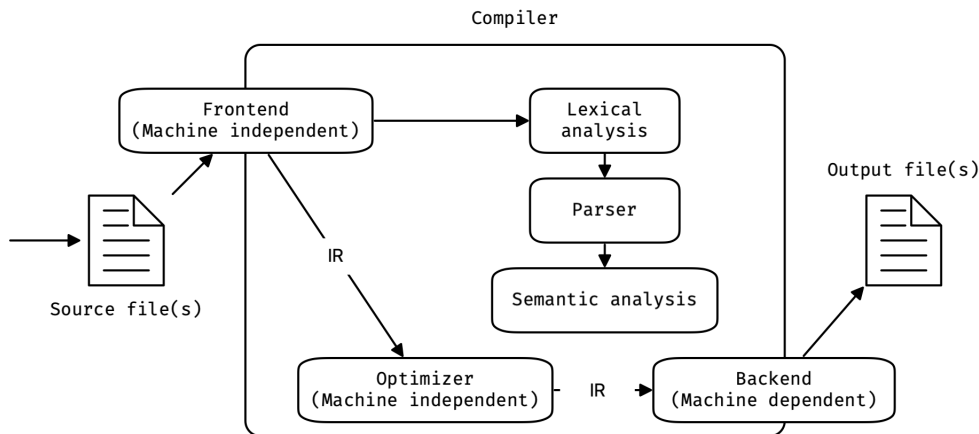 Compiler
Frontend
(Machine independent)
Lexical
analysis
Parser
Semantic analysis
Source file(s)
IR
Optimizer
(Machine independent)
IR
Backend
(Machine dependent)
Output file(s)